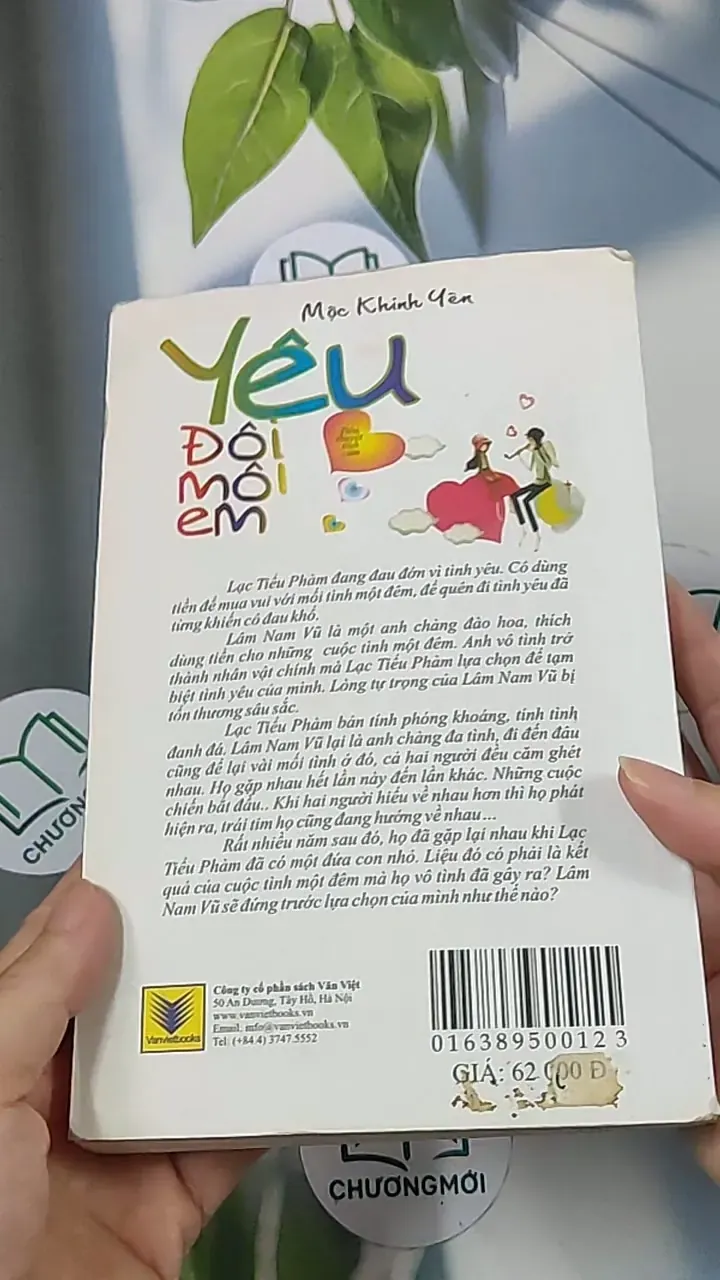 Mộc Khinh Yên
Yêu
Đôi
môi
em
Lạc Tiểu Phàm đang đau đớn vì tình yêu. Cô dùng
tiền để mua vui với mối tình một đêm, để quên đi tình yêu đã
từng khiến cô đau khổ.
Lâm Nam Vũ là một anh chàng đào hoa, thích
dùng tiền cho những cuộc tình một đêm. Anh vô tình trở
thành nhân vật chính mà Lạc Tiểu Phàm lựa chọn để tạm
biệt tình yêu của mình. Lòng tự trọng của Lâm Nam Vũ bị
tổn thương sâu sắc.
Lạc Tiểu Phàm bản tính phóng khoáng, tính tình
đanh đá. Lâm Nam Vũ lại là anh chàng đa tình, đi đến đâu
cũng để lại vài mối tình ở đó, cả hai người đều căm ghét
nhau. Họ gặp nhau hết lần này đến lần khác. Những cuộc
chiến bắt đầu.. Khi hai người hiểu về nhau hơn thì họ phát
hiện ra, trái tim họ cũng đang hướng về nhau...
Rất nhiều năm sau đó, họ đã gặp lại nhau khi Lạc
Tiểu Phàm đã có một đứa con nhỏ. Liệu đó có phải là kết
quả của cuộc tình một đêm mà họ vô tình đã gây ra? Lâm
Nam Vũ sẽ đứng trước lựa chọn của mình như thế nào?
Vanvietbooks
Công ty cổ phần sách Văn Việt
50 An Dương, Tây Hồ, Hà Nội
www.vanvietbooks.vn
Email: info@vanvietbooks.vn
Tel: (+84.4) 3747.5552
0163895001​23
GIÁ: 62 000 Đ
CHƯƠN
CHƯƠNGMỚI